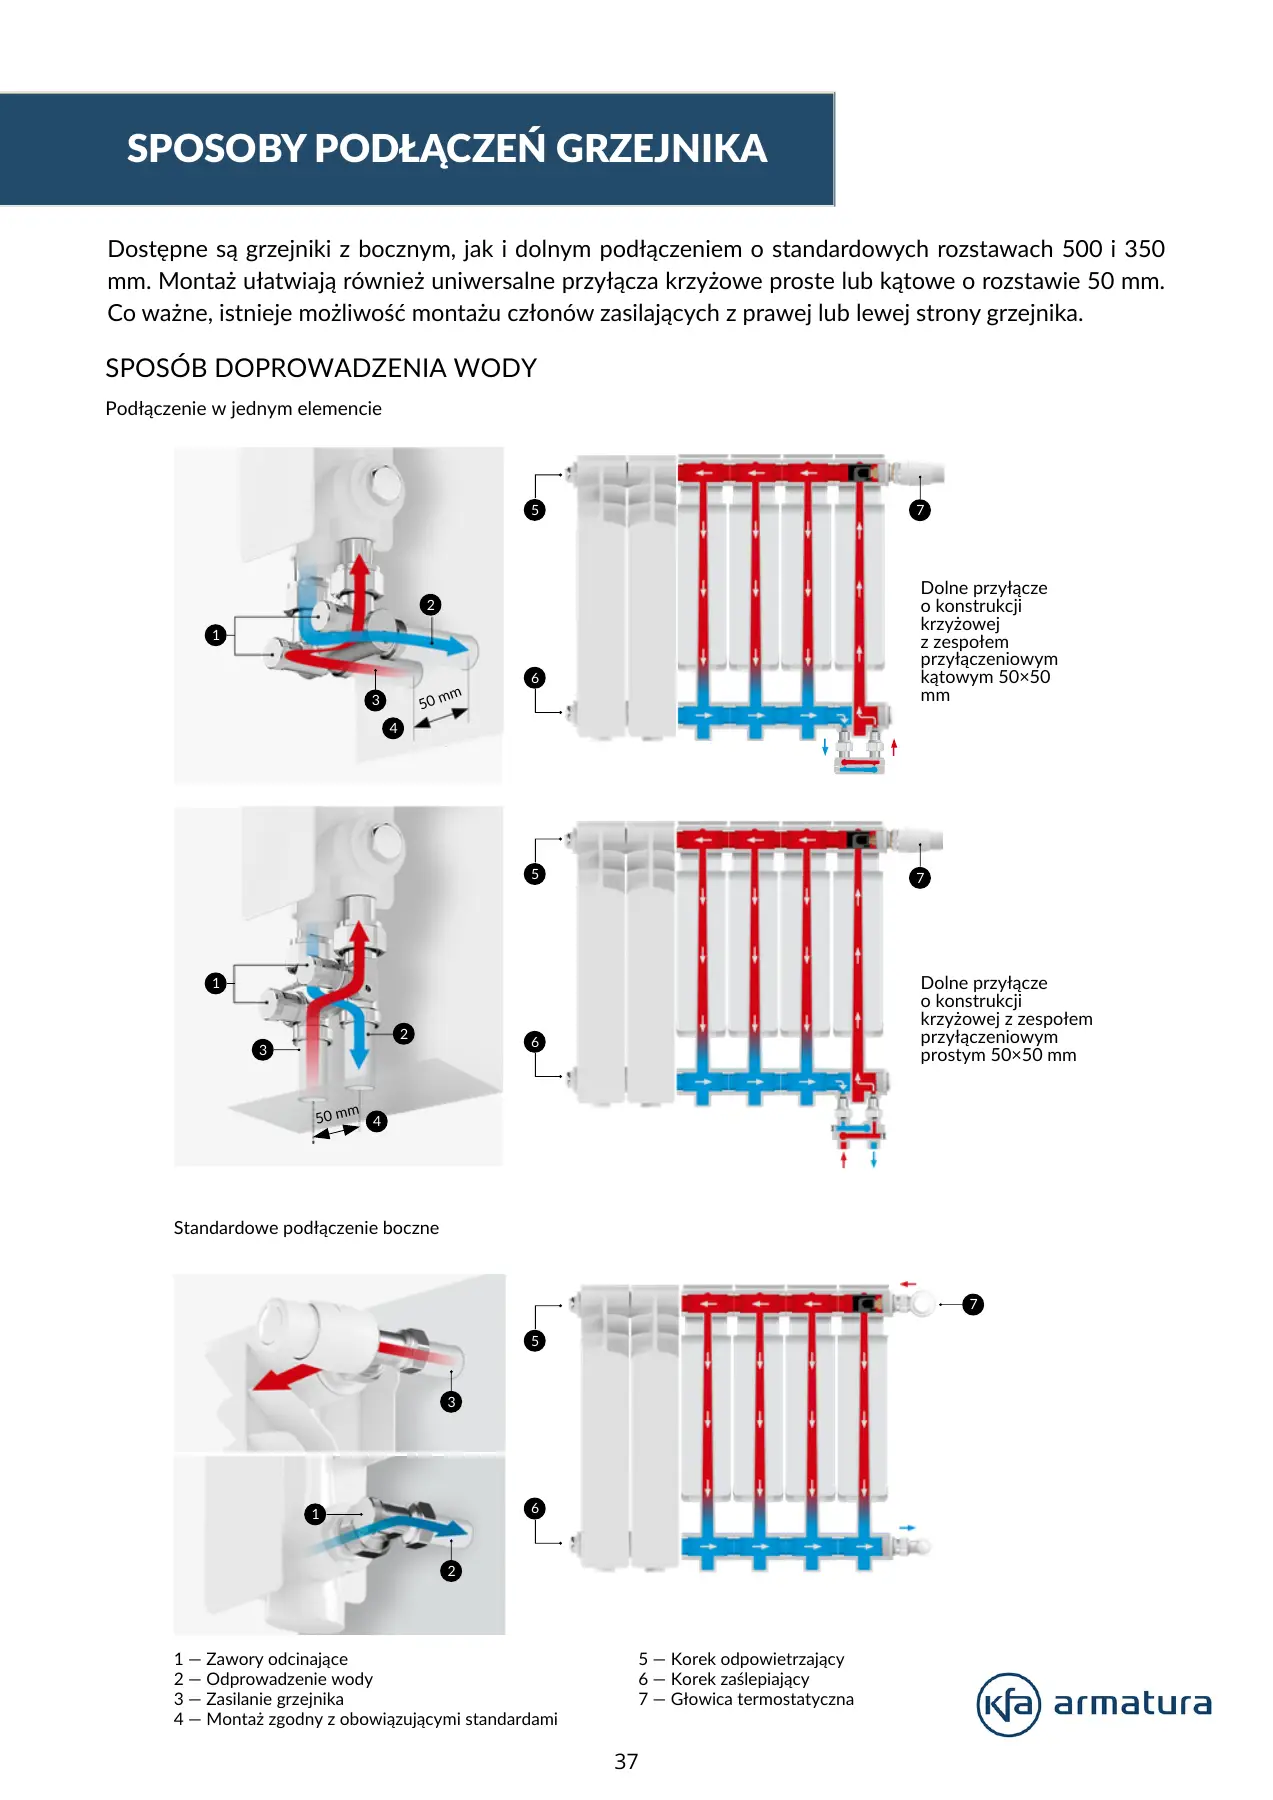 SPOSOBY PODŁĄCZEŃ GRZEJNIKA
Dostępne są grzejniki z bocznym, jak i dolnym podłączeniem o standardowych rozstawach 500 i 350
mm. Montaż ułatwiają również uniwersalne przyłącza krzyżowe proste lub kątowe o rozstawie 50 mm.
Co ważne, istnieje możliwość montażu członów zasilających z prawej lub lewej strony grzejnika.
SPOSÓB DOPROWADZENIA WODY
Podłączenie w jednym elemencie
1
2
3
4
50 mm
5
6
7
Dolne przyłącze
o konstrukcji
krzyżowej
z zespołem
przyłączeniowym
kątowym 50×50
mm
1
2
3
50 mm
4
5
6
7
Dolne przyłącze
o konstrukcji
krzyżowej z zespołem
przyłączeniowym
prostym 50×50 mm
Standardowe podłączenie boczne
3
1
2
5
6
7
1 — Zawory odcinające
2 — Odprowadzenie wody
3 — Zasilanie grzejnika
4 — Montaż zgodny z obowiązującymi standardami
5 — Korek odpowietrzający
6 — Korek zaślepiający
7 — Głowica termostatyczna
kfa armatura
37